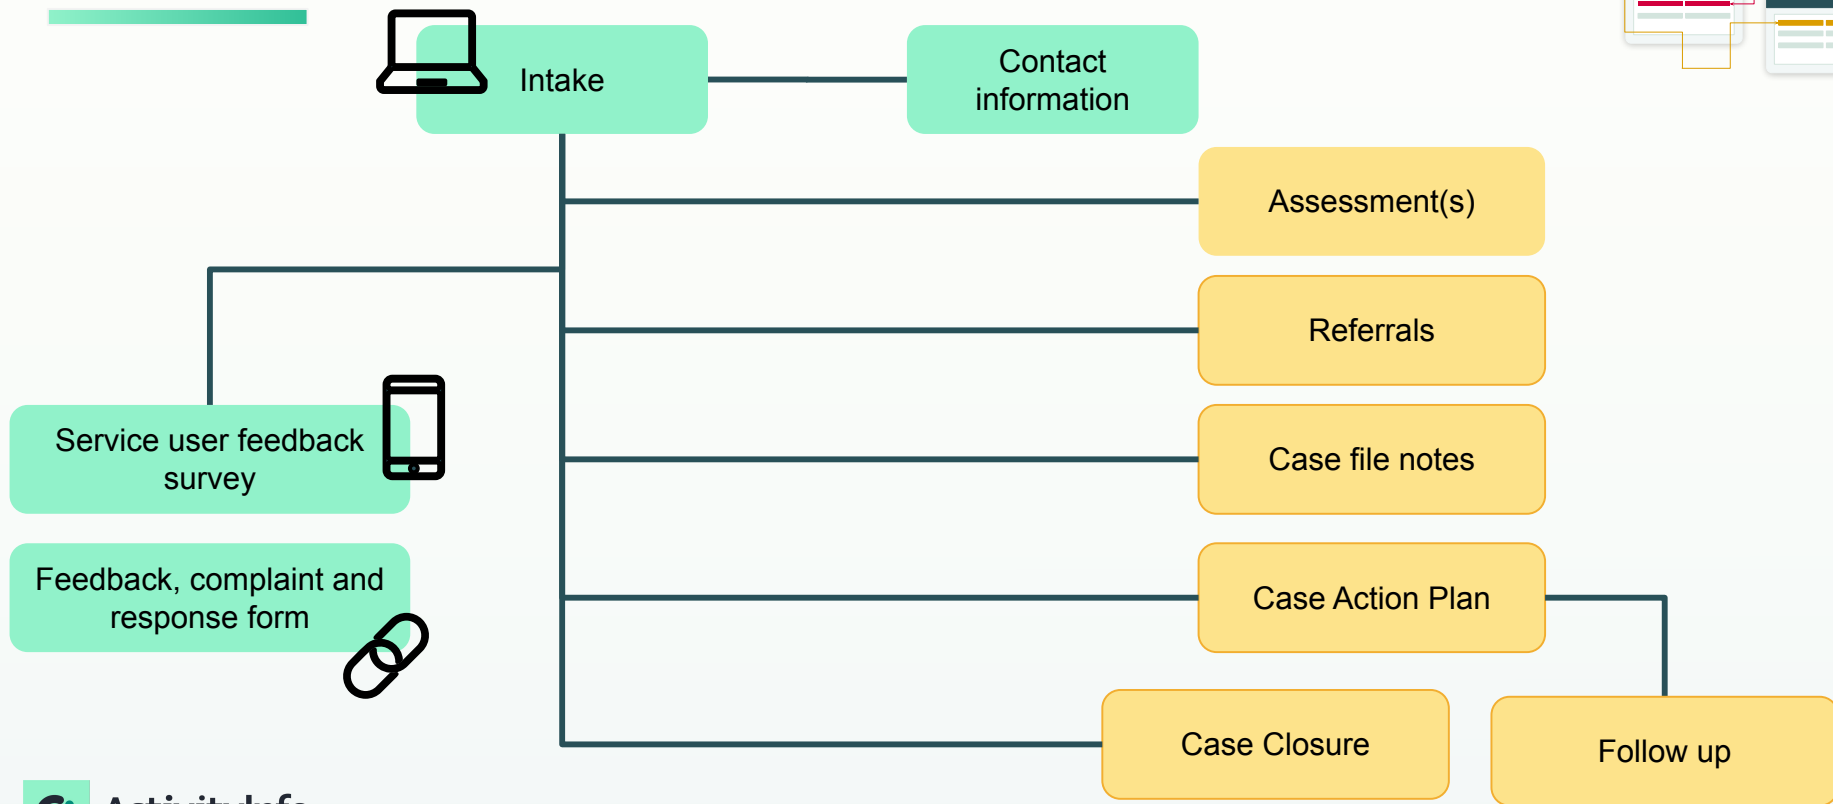 Intake
Contact
information
Assessment(s)
Referrals
Service user feedback
survey
Case file notes
Feedback, complaint and
response form
Case Action Plan
Case Closure
Follow up
ActivityInfo